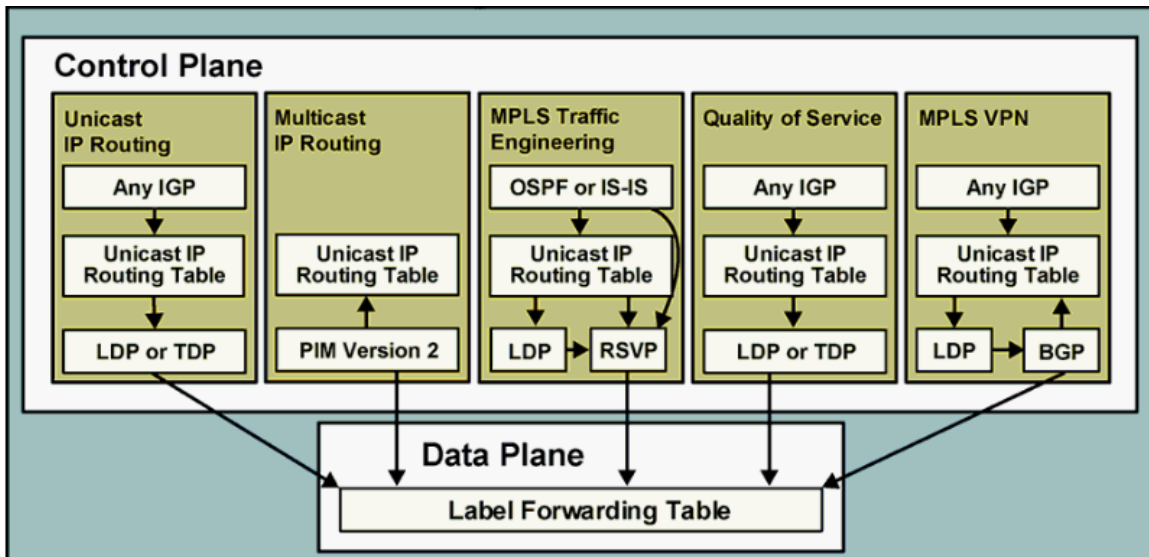 Control Plane
Unicast
IP Routing
Any IGP
Unicast IP
Routing Table
LDP or TDP
Multicast
IP Routing
Unicast IP
Routing Table
PIM Version 2
MPLS Traffic
Engineering
OSPF or IS-IS
Unicast IP
Routing Table
LDP
RSVP
Quality of Service
Any IGP
Unicast IP
Routing Table
LDP or TDP
MPLS VPN
Any IGP
Unicast IP
Routing Table
LDP
BGP
Data Plane
Label Forwarding Table